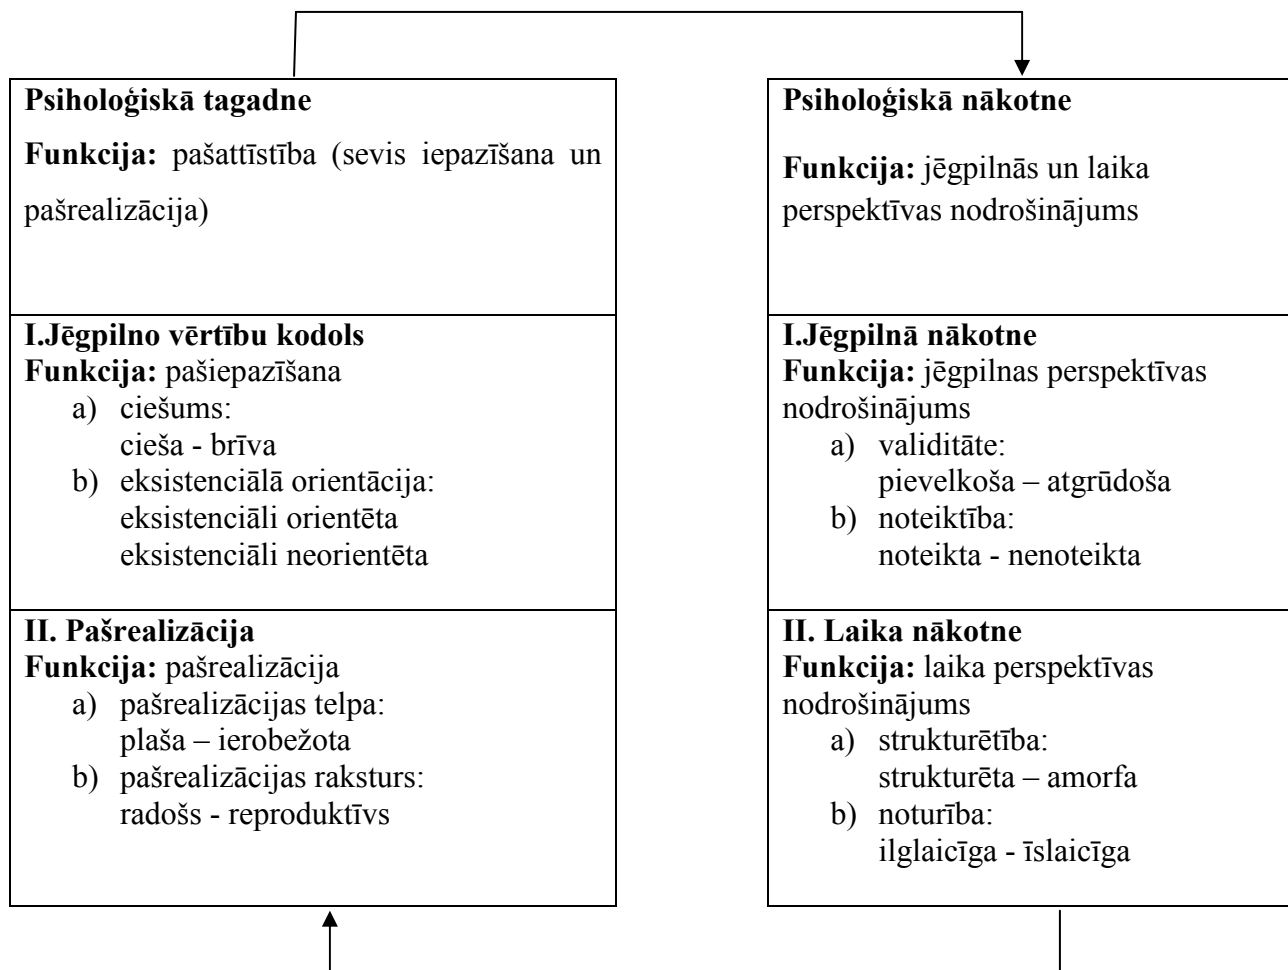 Psiholoģiskā tagadne
Funkcija: pašattīstība (sevis iepazīšana un
pašrealizācija)
I.Jēgpilno vērtību kodols
Funkcija: pašiepazīšana
a) ciešums:
cieša - brīva
b) eksistenciālā orientācija:
eksistenciāli orientēta
eksistenciāli neorientēta
II. Pašrealizācija
Funkcija: pašrealizācija
a) pašrealizācijas telpa:
plaša – ierobežota
b) pašrealizācijas raksturs:
radošs - reproduktīvs
Psiholoģiskā nākotne
Funkcija: jēgpilnās un laika
perspektīvas nodrošinājums
I.Jēgpilnā nākotne
Funkcija: jēgpilnas perspektīvas
nodrošinājums
a) validitāte:
pievelkoša – atgrūdoša
b) noteiktība:
noteikta - nenoteikta
II. Laika nākotne
Funkcija: laika perspektīvas
nodrošinājums
a) strukturētība:
strukturēta – amorfa
b) noturība:
ilglaicīga - īslaicīga